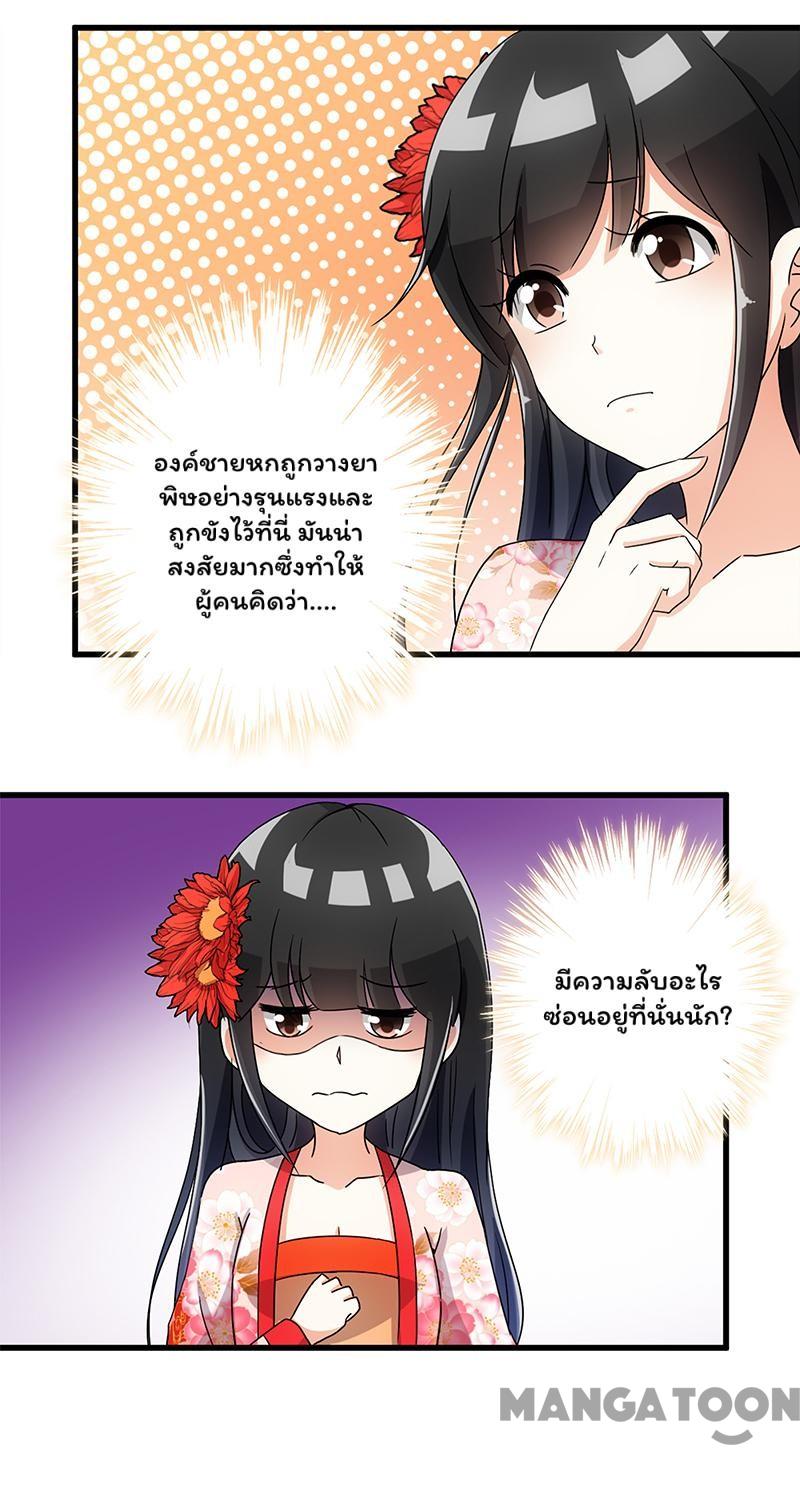 องค์ชายหกถูกวางยา
พิษอย่างรุนแรงและ
ถูกขังไว้ที่นี่ มันน่า
สงสัยมากซึ่งทำให้
ผู้คนคิดว่า....
มีความลับอะไร
ซ่อนอยู่ที่นั่นนัก?
MANGATOON